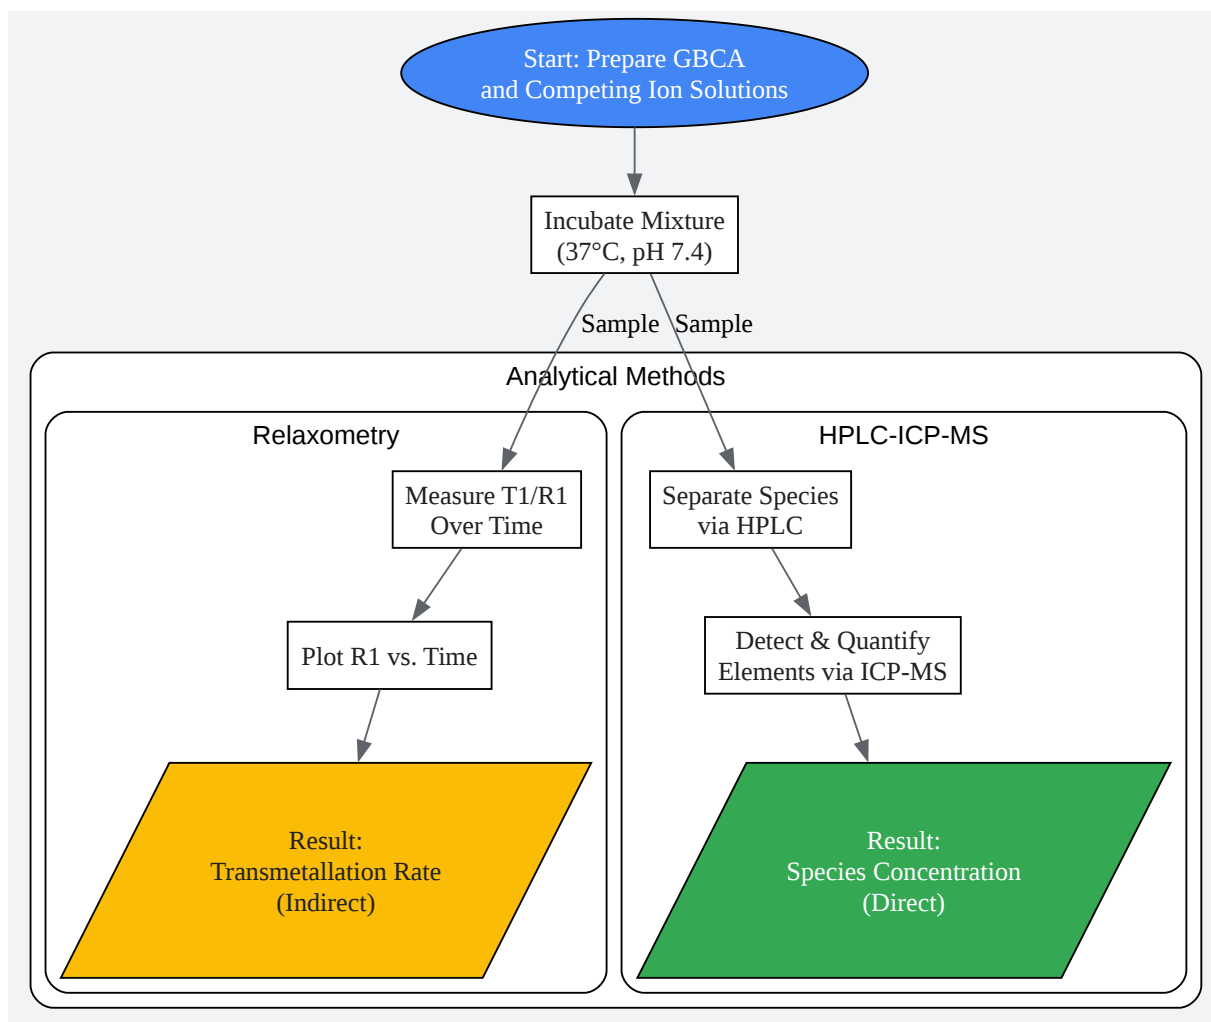 Start: Prepare GBCA
and Competing Ion Solutions
Incubate Mixture
(37°C, pH 7.4)
Sample
Sample
Analytical Methods
Relaxometry
Measure T1/R1
Over Time
Plot R1 vs. Time
Result:
Transmetallation Rate
(Indirect)
HPLC-ICP-MS
Separate Species
via HPLC
Detect & Quantify
Elements via ICP-MS
Result:
Species Concentration
(Direct)